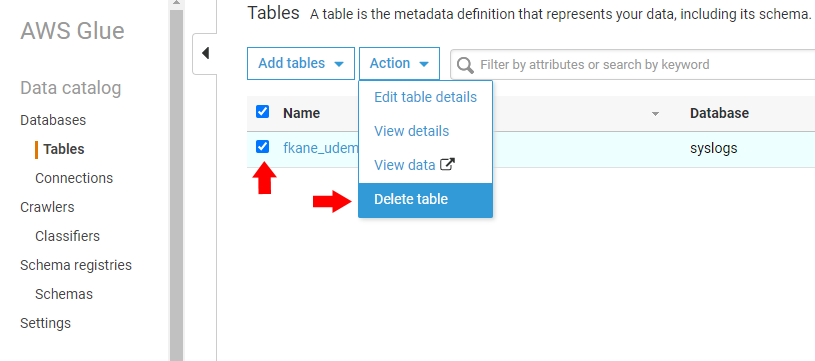 AWS Glue
Data catalog
Databases
Tables
Connections
Crawlers
Classifiers
Schema registries
Schemas
Settings
Tables A table is the metadata definition that represents your data, including its schema.
Add tables Action Filter by attributes or search by keyword
Edit table details
View details
View data
Delete table
Name Database
fkane_udem syslogs